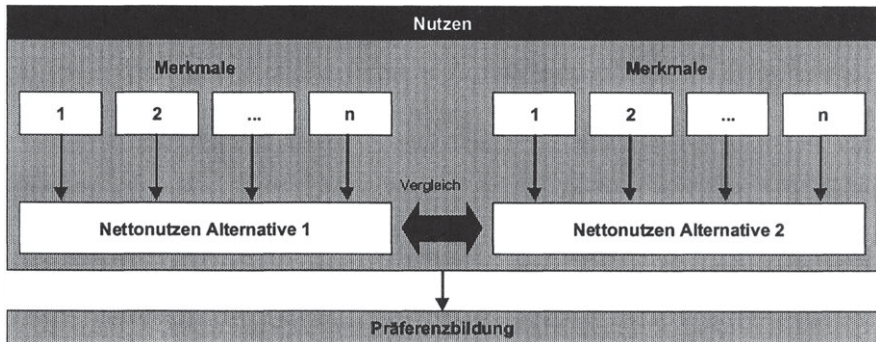 Nutzen
Merkmale Merkmale
1 2 ... n 1 2 ... n
Vergleich
Nettonutzen Alternative 1 Nettonutzen Alternative 2
Präferenzbildung